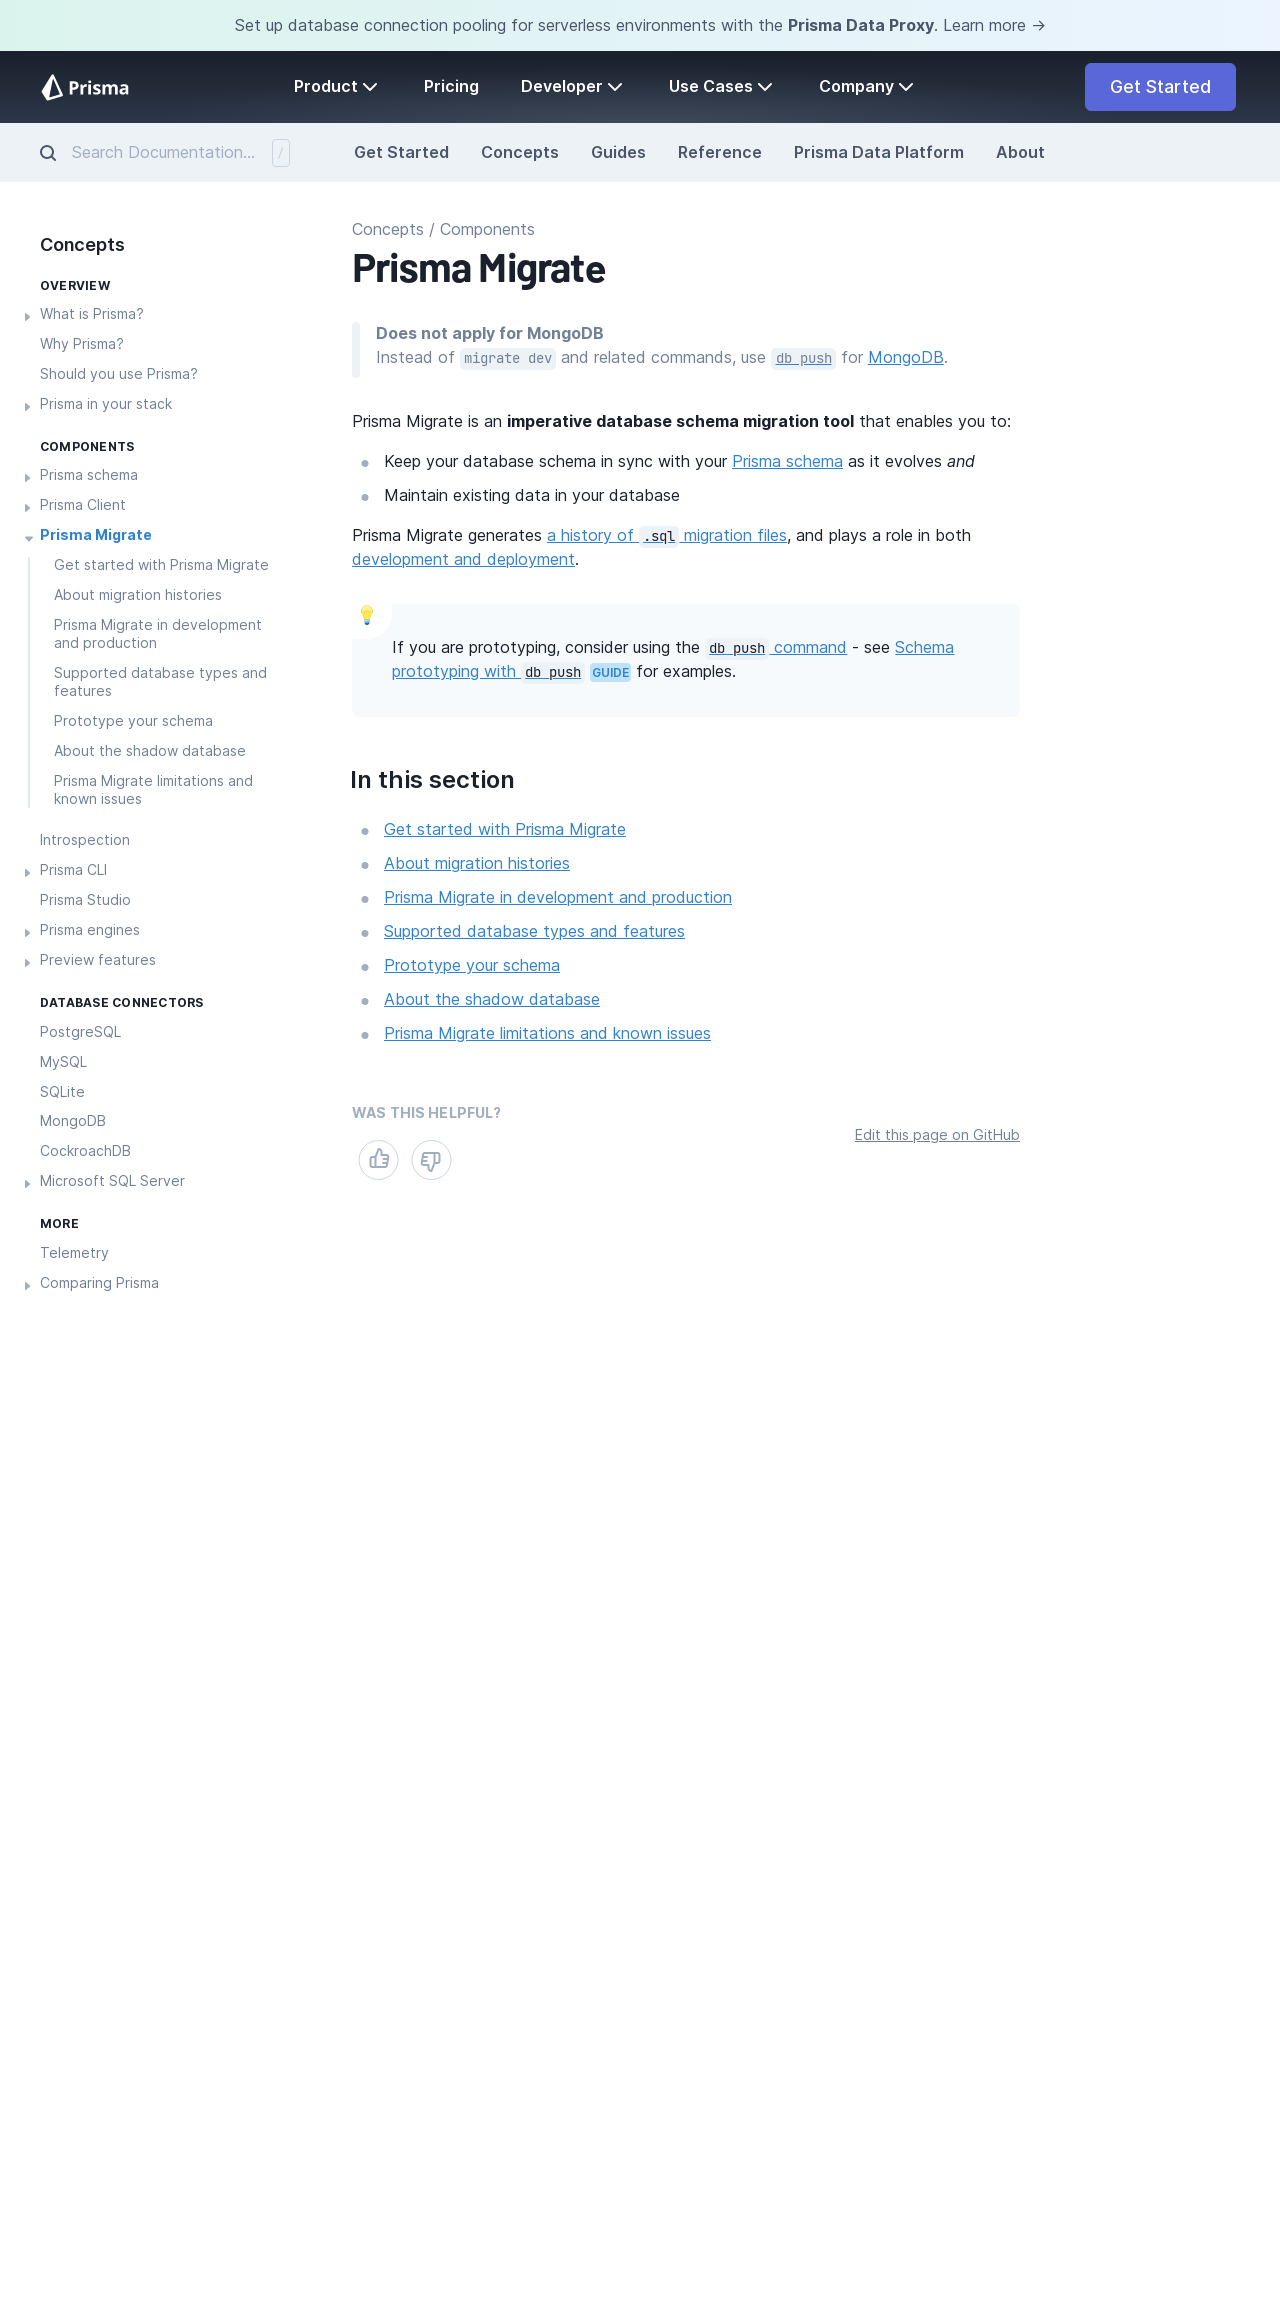 Set up database connection pooling for serverless environments with the Prisma Data Proxy. Learn more →
Prisma
Product
Pricing
Developer
Use Cases
Company
Get Started
Search Documentation...
/
Get Started
Concepts
Guides
Reference
Prisma Data Platform
About
Concepts
OVERVIEW
What is Prisma?
Why Prisma?
Should you use Prisma?
Prisma in your stack
COMPONENTS
Prisma schema
Prisma Client
Prisma Migrate
Get started with Prisma Migrate
About migration histories
Prisma Migrate in development
and production
Supported database types and
features
Prototype your schema
About the shadow database
Prisma Migrate limitations and
known issues
Introspection
Prisma CLI
Prisma Studio
Prisma engines
Preview features
DATABASE CONNECTORS
PostgreSQL
MySQL
SQLite
MongoDB
CockroachDB
Microsoft SQL Server
MORE
Telemetry
Comparing Prisma
Concepts / Components
Prisma Migrate
Does not apply for MongoDB
Instead of migrate dev and related commands, use db push for MongoDB.
Prisma Migrate is an imperative database schema migration tool that enables you to:
Keep your database schema in sync with your Prisma schema as it evolves and
Maintain existing data in your database
Prisma Migrate generates a history of .sql migration files, and plays a role in both
development and deployment.
If you are prototyping, consider using the db push command - see Schema
prototyping with db push GUIDE for examples.
In this section
Get started with Prisma Migrate
About migration histories
Prisma Migrate in development and production
Supported database types and features
Prototype your schema
About the shadow database
Prisma Migrate limitations and known issues
WAS THIS HELPFUL?
Edit this page on GitHub